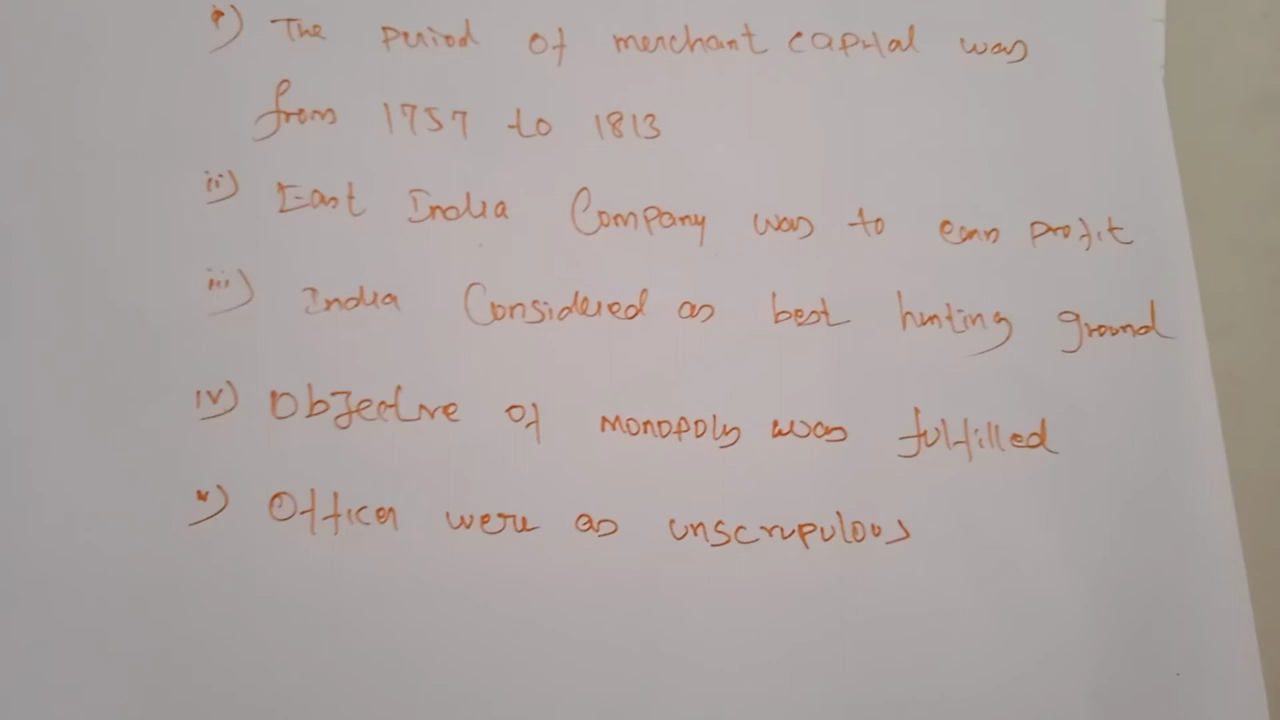 i) The period of merchant capital was
from 1757 to 1813
ii) East India Company was to earn profit
iii) India Considered as best hunting ground
iv) Objective of monopoly was fulfilled
v) Officer were as unscrupulous